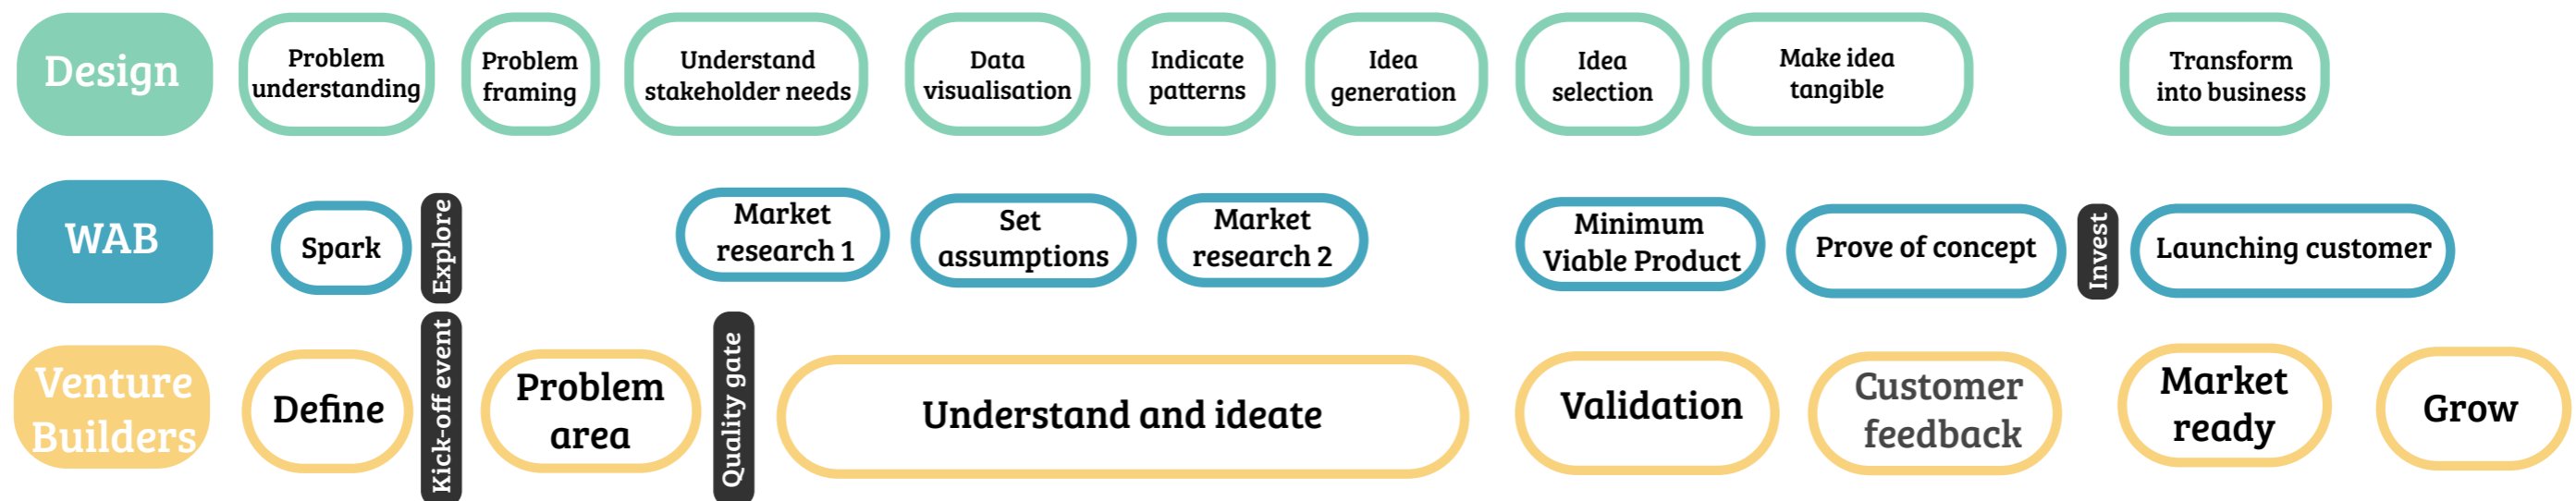 Design
Problem
understanding
Problem
framing
Understand
stakeholder needs
Data
visualisation
Indicate
patterns
Idea
generation
Idea
selection
Make idea
tangible
Transform
into business
WAB
Spark
Explore
Market
research 1
Set
assumptions
Market
research 2
Minimum
Viable Product
Prove of concept
Invest
Launching customer
Venture
Builders
Define
Kick-off event
Problem
area
Quality gate
Understand and ideate
Validation
Customer
feedback
Market
ready
Grow